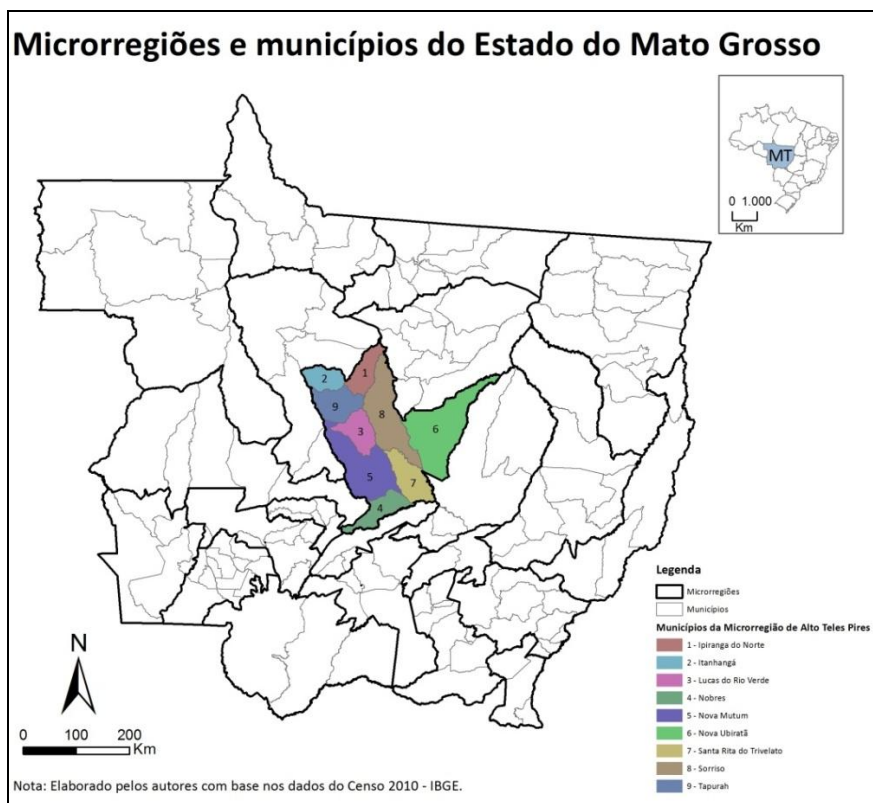 Microrregiões e municípios do Estado do Mato Grosso
MT
0 1.000
Km
2
1
9
8
3
6
5
7
4
N
0 100 200
Km
Legenda
Microrregiões
Municípios
Municípios da Microrregião de Alto Teles Pires
1 - Ipiranga do Norte
2 - Itanhangá
3 - Lucas do Rio Verde
4 - Nobres
5 - Nova Mutum
6 - Nova Ubiratã
7 - Santa Rita do Trivelato
8 - Sorriso
9 - Tapurah
Nota: Elaborado pelos autores com base nos dados do Censo 2010 - IBGE.